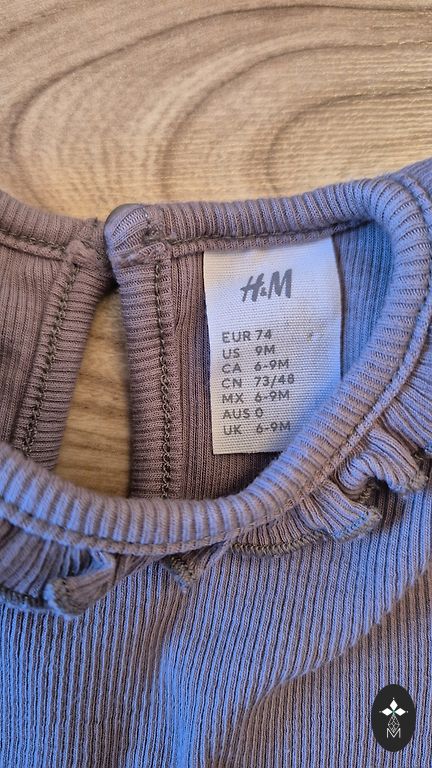 H&M
EUR 74
US 9M
CA 6-9M
CN 73/48
MX 6-9M
AUS 0
UK 6-9M